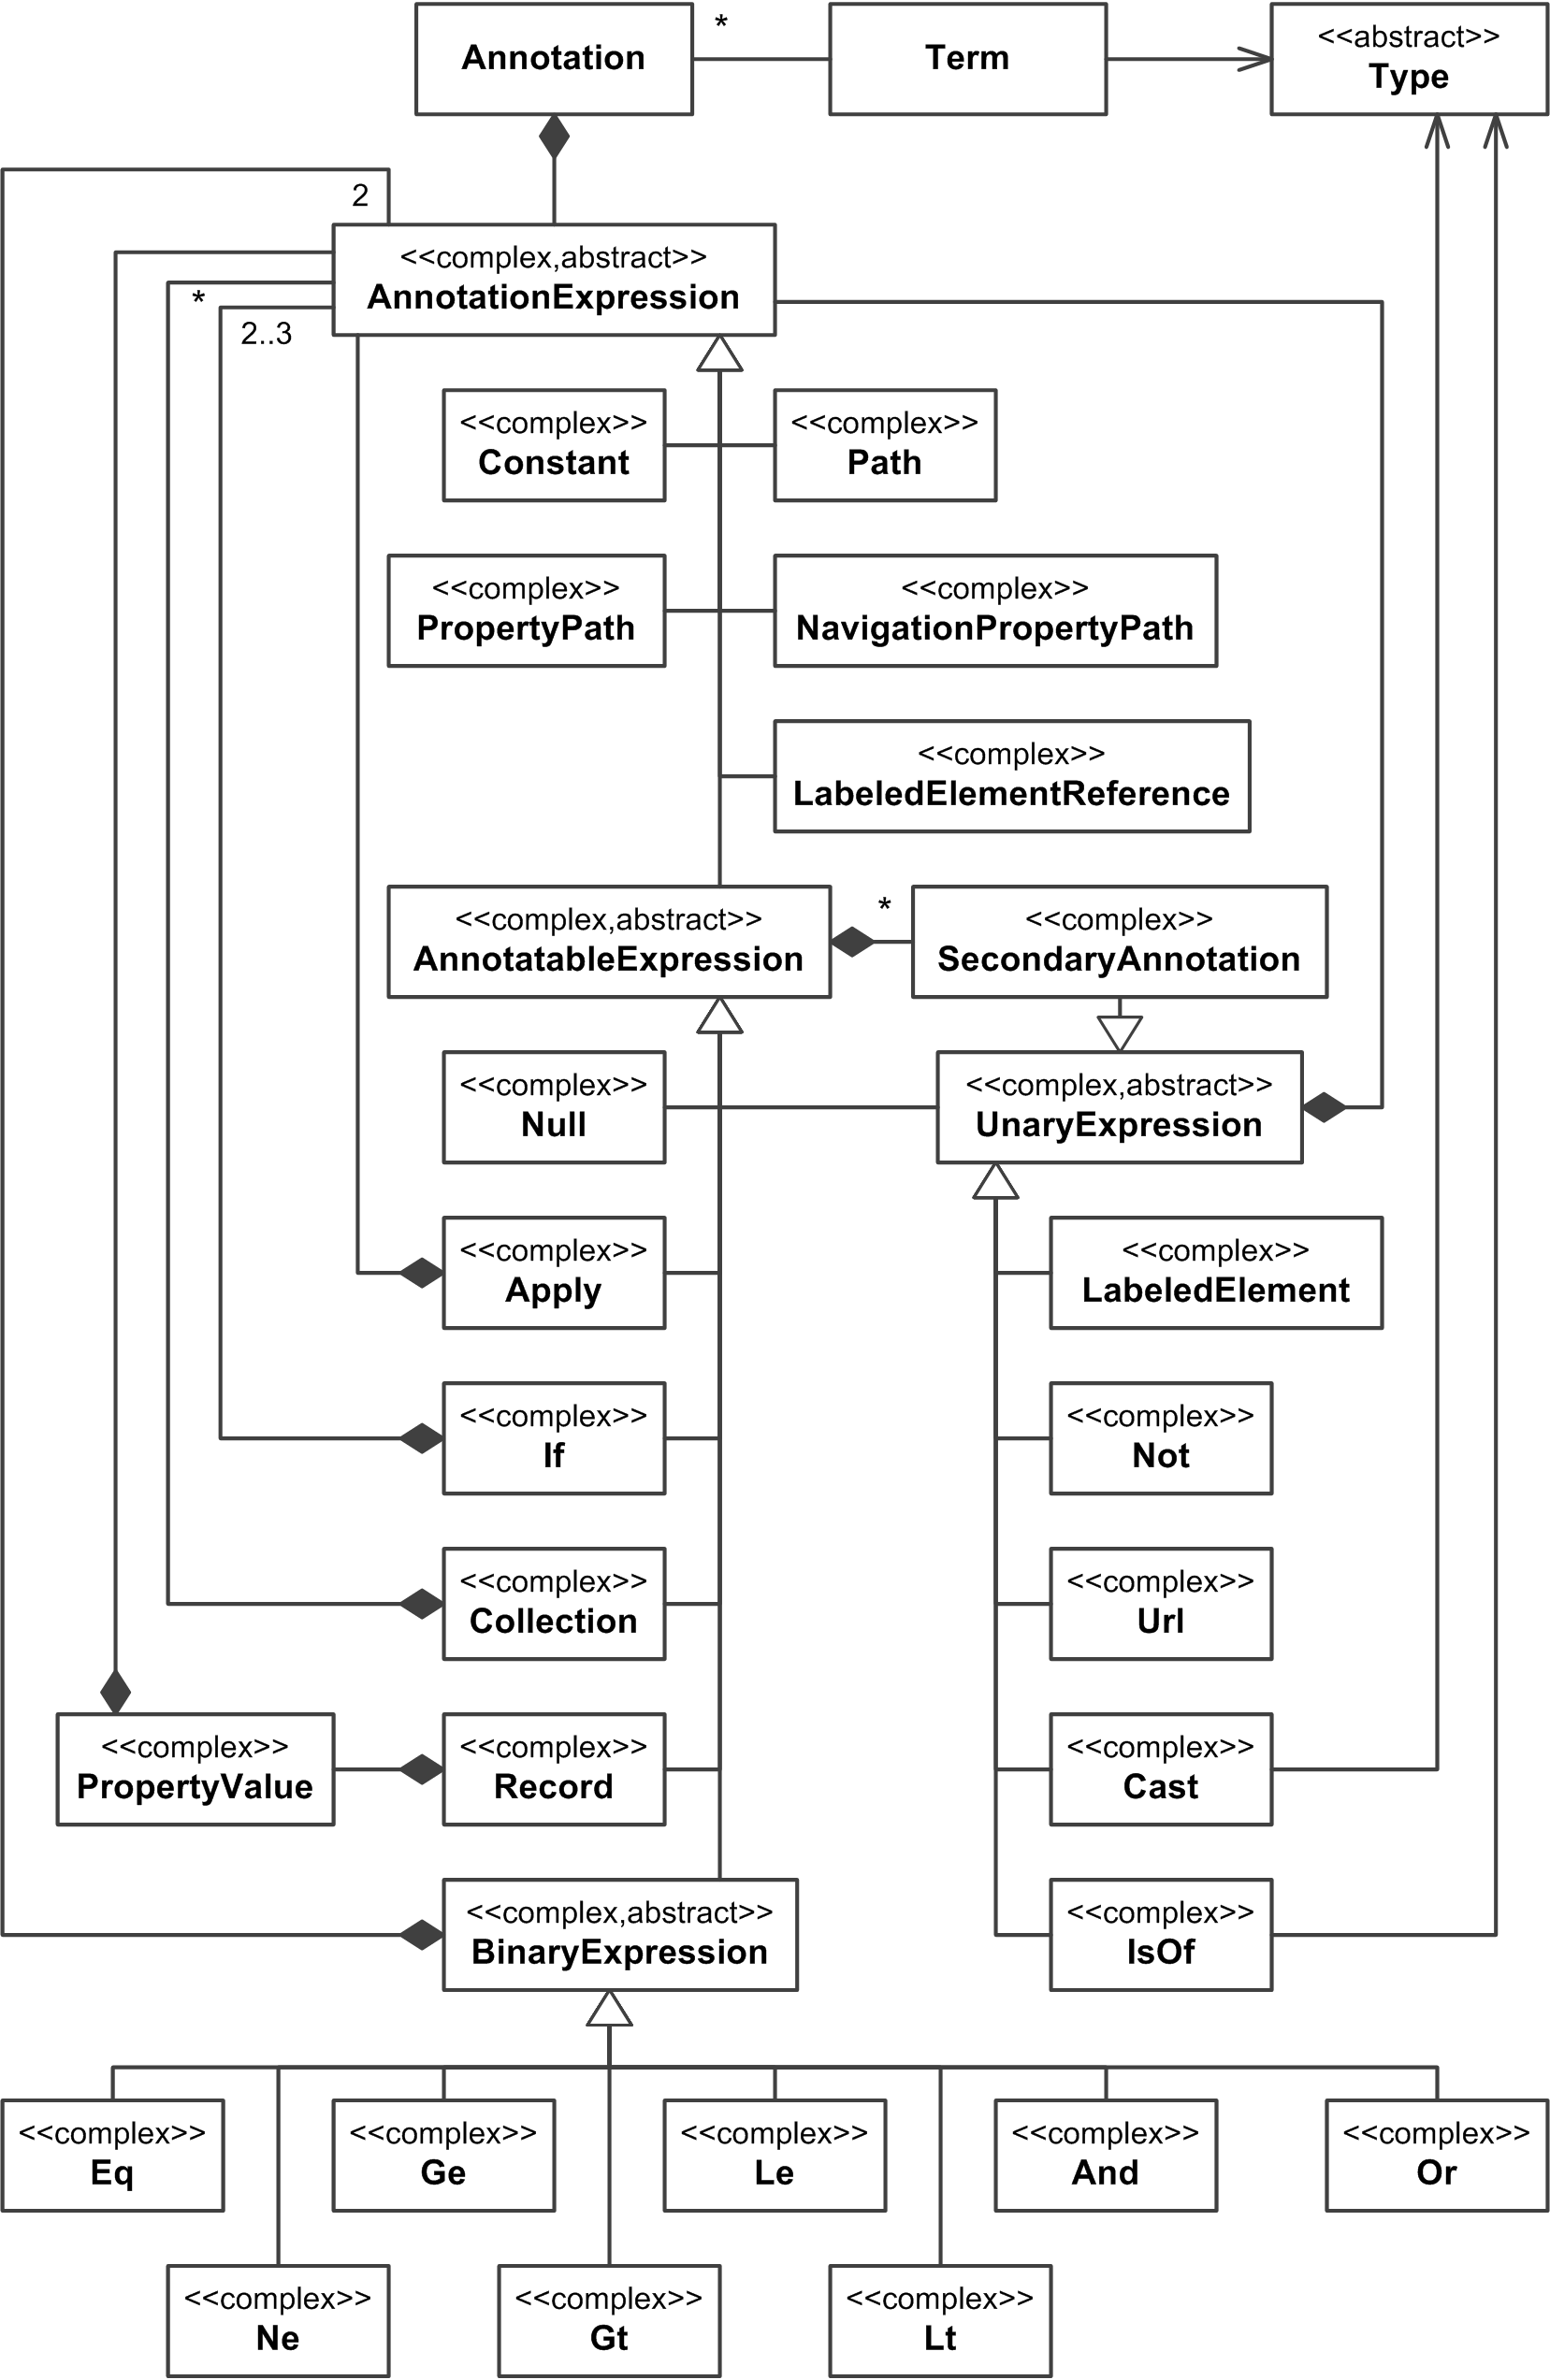 Annotation
*
Term
<<abstract>>
Type
2
<<complex,abstract>>
AnnotationExpression
*
2..3
<<complex>>
Constant
<<complex>>
Path
<<complex>>
PropertyPath
<<complex>>
NavigationPropertyPath
<<complex>>
LabeledElementReference
<<complex,abstract>>
AnnotatableExpression
*
<<complex>>
SecondaryAnnotation
<<complex>>
Null
<<complex,abstract>>
UnaryExpression
<<complex>>
Apply
<<complex>>
LabeledElement
<<complex>>
If
<<complex>>
Not
<<complex>>
Collection
<<complex>>
Url
<<complex>>
PropertyValue
<<complex>>
Record
<<complex>>
Cast
<<complex,abstract>>
BinaryExpression
<<complex>>
IsOf
<<complex>>
Eq
<<complex>>
Ge
<<complex>>
Le
<<complex>>
And
<<complex>>
Or
<<complex>>
Ne
<<complex>>
Gt
<<complex>>
Lt